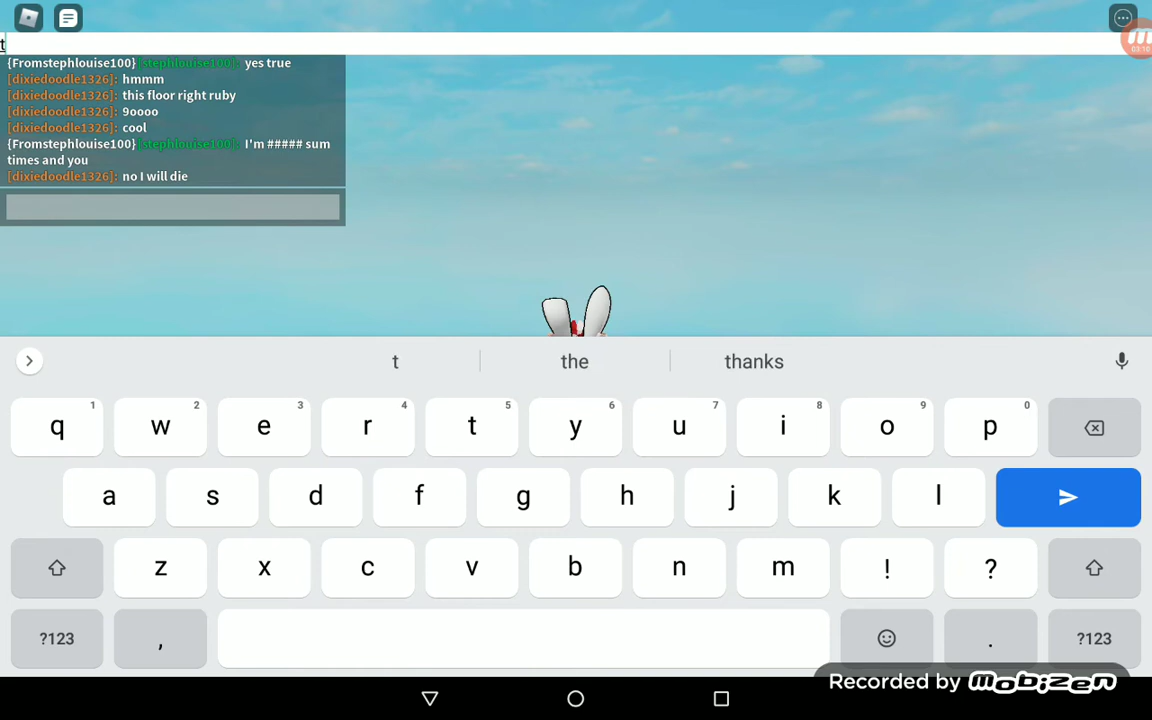 03:10
t
{Fromstephlouise100}[stephlouise100]: yes true
[dixiedoodle1326]: hmmm
[dixiedoodle1326]: this floor right ruby
[dixiedoodle1326]: 9oooo
[dixiedoodle1326]: cool
{Fromstephlouise100}[stephlouise100]: I'm ##### sum
times and you
[dixiedoodle1326]: no I will die
t the thanks
1 2 3 4 5 6 7 8 9 0
q w e r t y u i o p
a s d f g h j k l
z x c v b n m ! ?
?123 , . ?123
Recorded by mobizen